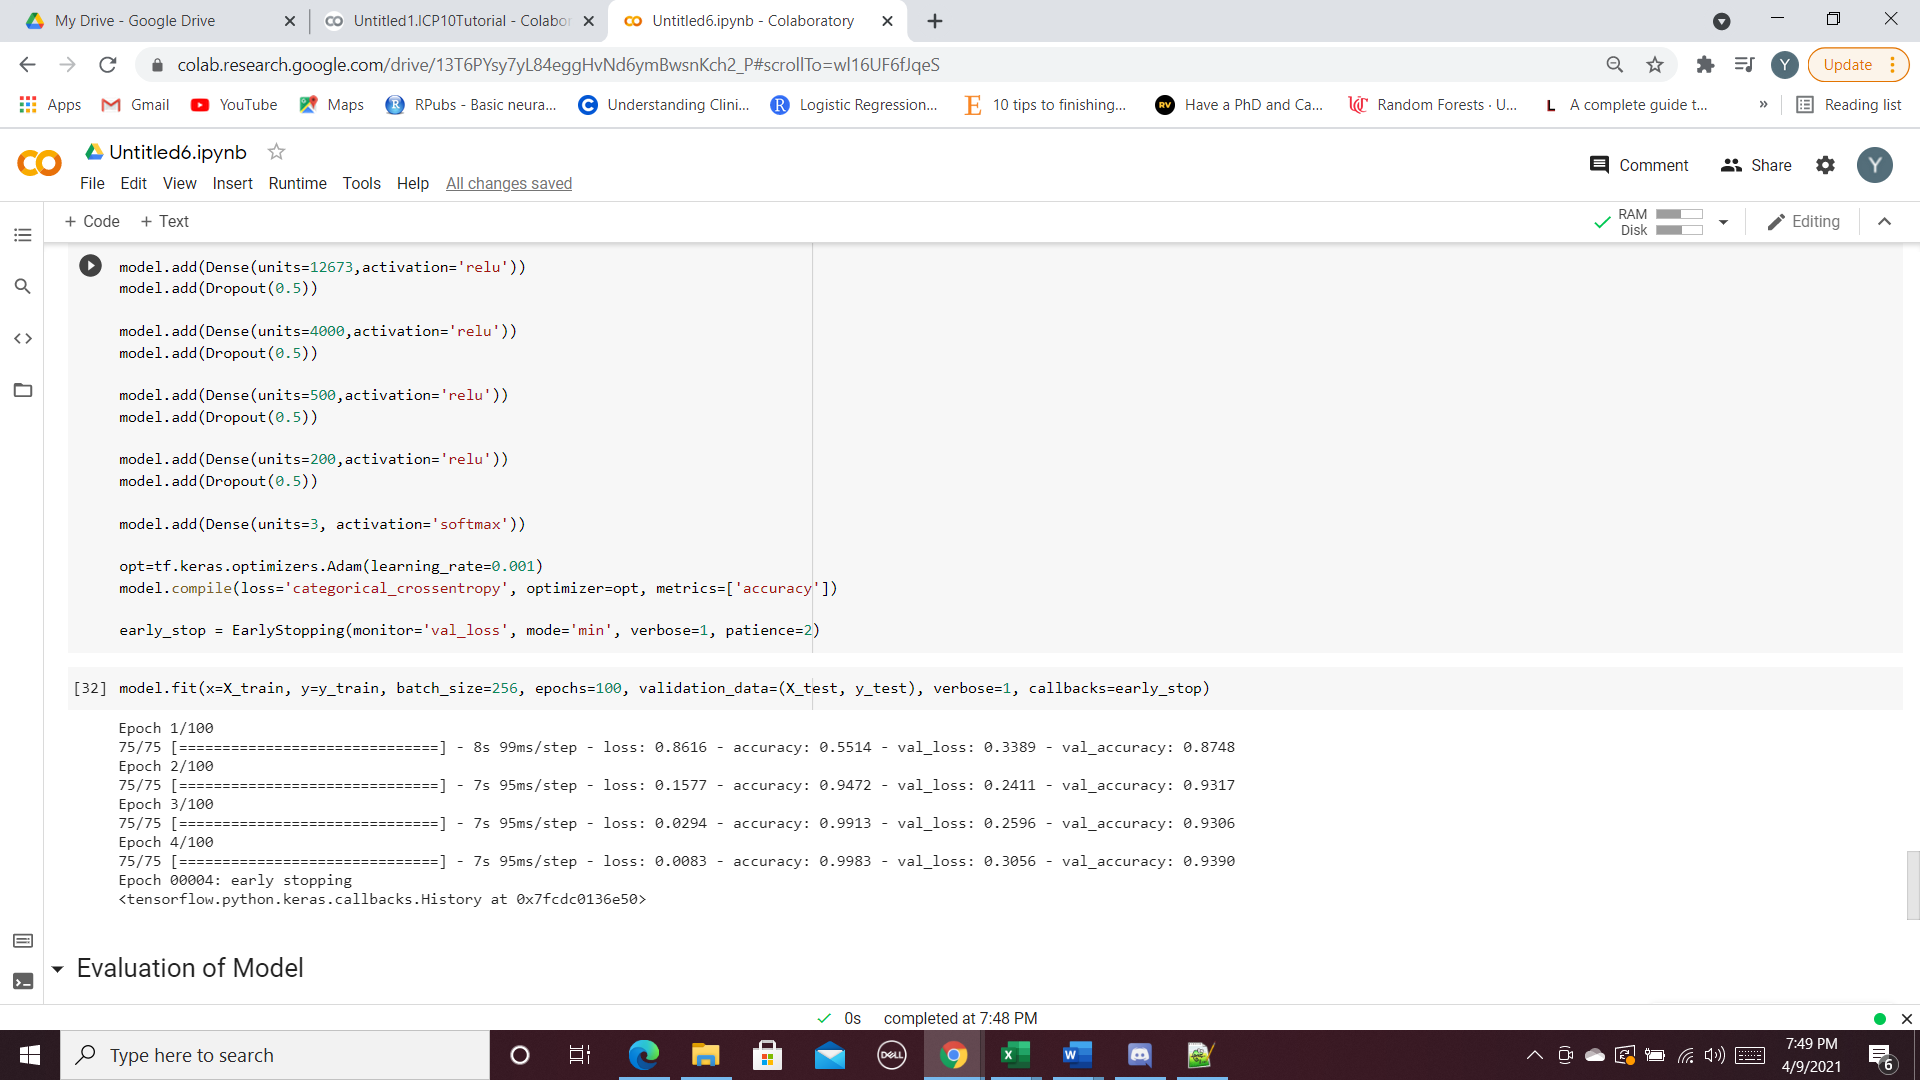 My Drive - Google Drive
Untitled1.ICP10Tutorial - Colabor
Untitled6.ipynb - Colaboratory
colab.research.google.com/drive/13T6PYsy7yL84eggHvNd6ymBwsnKch2_P#scrollTo=wl16UF6fJqeS
Y
Update
Apps
Gmail
YouTube
Maps
R
RPubs - Basic neura...
C
Understanding Clini...
R
Logistic Regression...
E
10 tips to finishing...
RV
Have a PhD and Ca...
UC
Random Forests · U...
L
A complete guide t...
»
Reading list
CO
Untitled6.ipynb
Comment
Share
Y
File Edit View Insert Runtime Tools Help All changes saved
+ Code + Text
RAM
Disk
Editing
model.add(Dense(units=12673,activation='relu'))
model.add(Dropout(0.5))
model.add(Dense(units=4000,activation='relu'))
model.add(Dropout(0.5))
model.add(Dense(units=500,activation='relu'))
model.add(Dropout(0.5))
model.add(Dense(units=200,activation='relu'))
model.add(Dropout(0.5))
model.add(Dense(units=3, activation='softmax'))
opt=tf.keras.optimizers.Adam(learning_rate=0.001)
model.compile(loss='categorical_crossentropy', optimizer=opt, metrics=['accuracy'])
early_stop = EarlyStopping(monitor='val_loss', mode='min', verbose=1, patience=2)
[32] model.fit(x=X_train, y=y_train, batch_size=256, epochs=100, validation_data=(X_test, y_test), verbose=1, callbacks=early_stop)
Epoch 1/100
75/75 [==============================] - 8s 99ms/step - loss: 0.8616 - accuracy: 0.5514 - val_loss: 0.3389 - val_accuracy: 0.8748
Epoch 2/100
75/75 [==============================] - 7s 95ms/step - loss: 0.1577 - accuracy: 0.9472 - val_loss: 0.2411 - val_accuracy: 0.9317
Epoch 3/100
75/75 [==============================] - 7s 95ms/step - loss: 0.0294 - accuracy: 0.9913 - val_loss: 0.2596 - val_accuracy: 0.9306
Epoch 4/100
75/75 [==============================] - 7s 95ms/step - loss: 0.0083 - accuracy: 0.9983 - val_loss: 0.3056 - val_accuracy: 0.9390
Epoch 00004: early stopping
<tensorflow.python.keras.callbacks.History at 0x7fcdc0136e50>
Evaluation of Model
0s completed at 7:48 PM
Type here to search
DELL
X
W
7:49 PM
4/9/2021
6